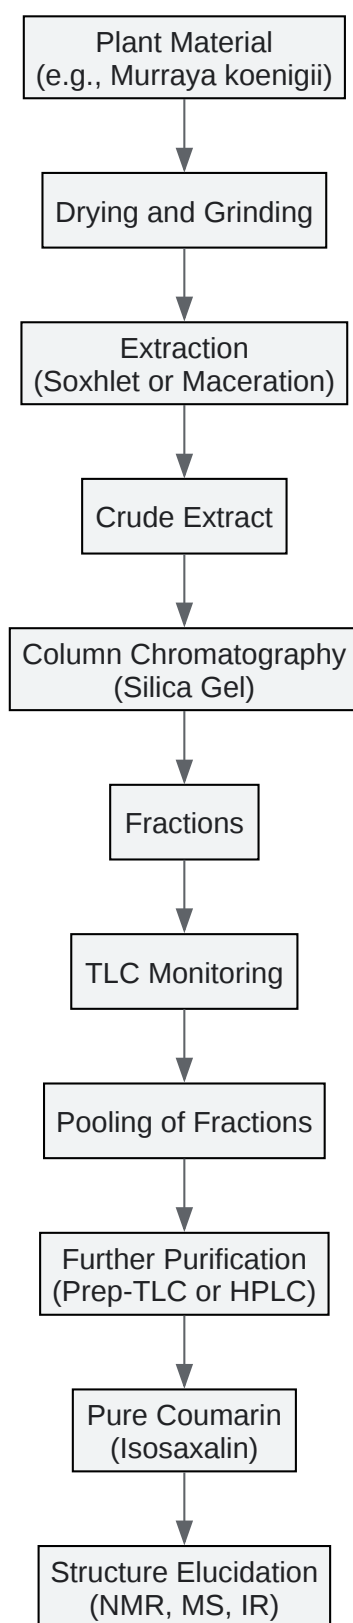 Plant Material
(e.g., Murraya koenigii)
Drying and Grinding
Extraction
(Soxhlet or Maceration)
Crude Extract
Column Chromatography
(Silica Gel)
Fractions
TLC Monitoring
Pooling of Fractions
Further Purification
(Prep-TLC or HPLC)
Pure Coumarin
(Isosaxalin)
Structure Elucidation
(NMR, MS, IR)